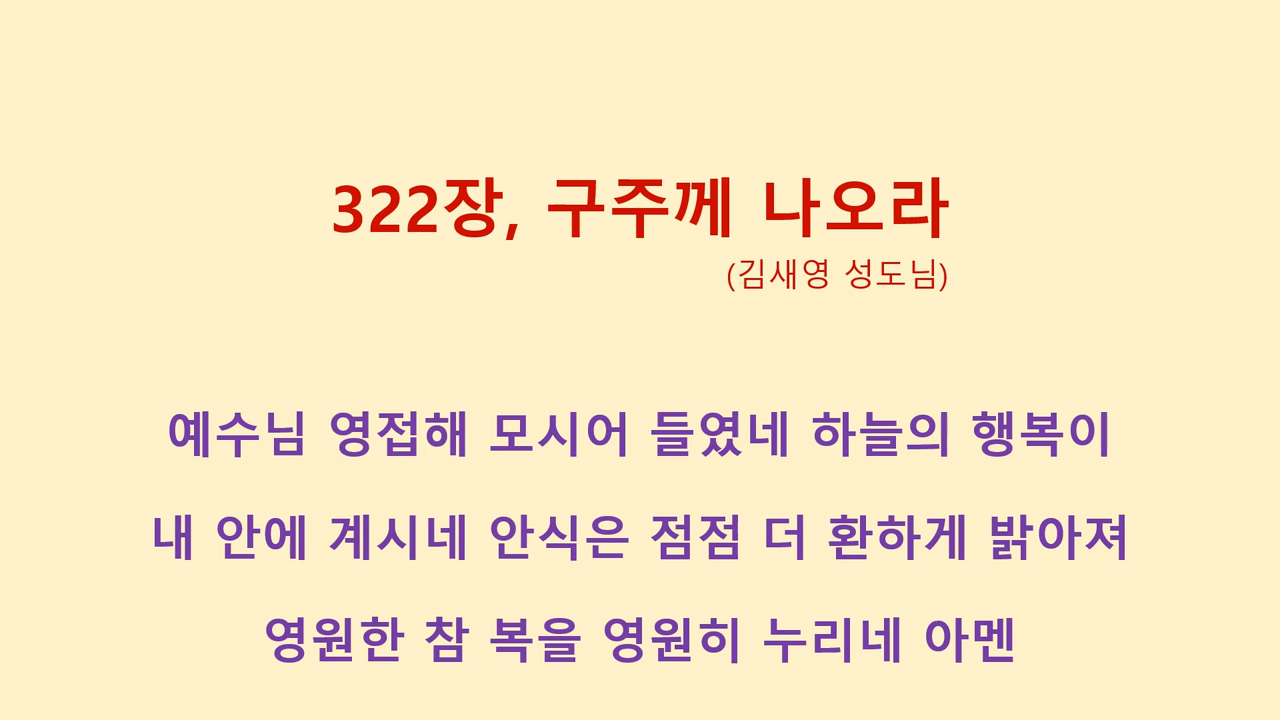 322장, 구주께 나오라
(김새영 성도님)
예수님 영접해 모시어 들였네 하늘의 행복이
내 안에 계시네 안식은 점점 더 환하게 밝아져
영원한 참 복을 영원히 누리네 아멘